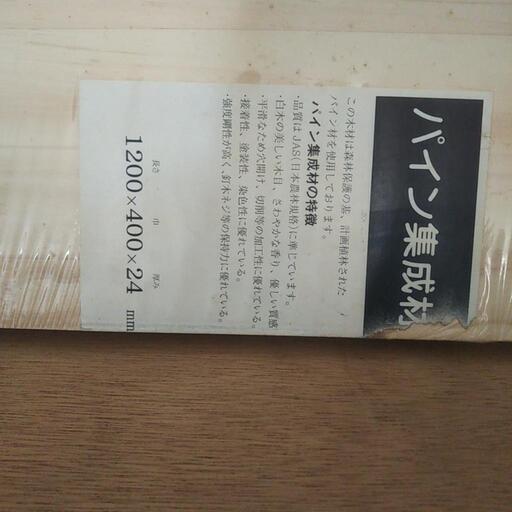 パイン集成材
この木材は森林保護の基、計画植林された
パイン材を使用しております。
パイン集成材の特徴
・品質はJAS(日本農林規格)に準じています。
・白木の美しい木目、さわやかな香り、優しい質感
・平滑なため穴開け、切削等の加工性に優れている。
・接着性、塗装性、染色性に優れている。
・強度剛性が高く、釘木ネジ等の保持力に優れている。
長さ 巾 厚み
1200×400×24 mm